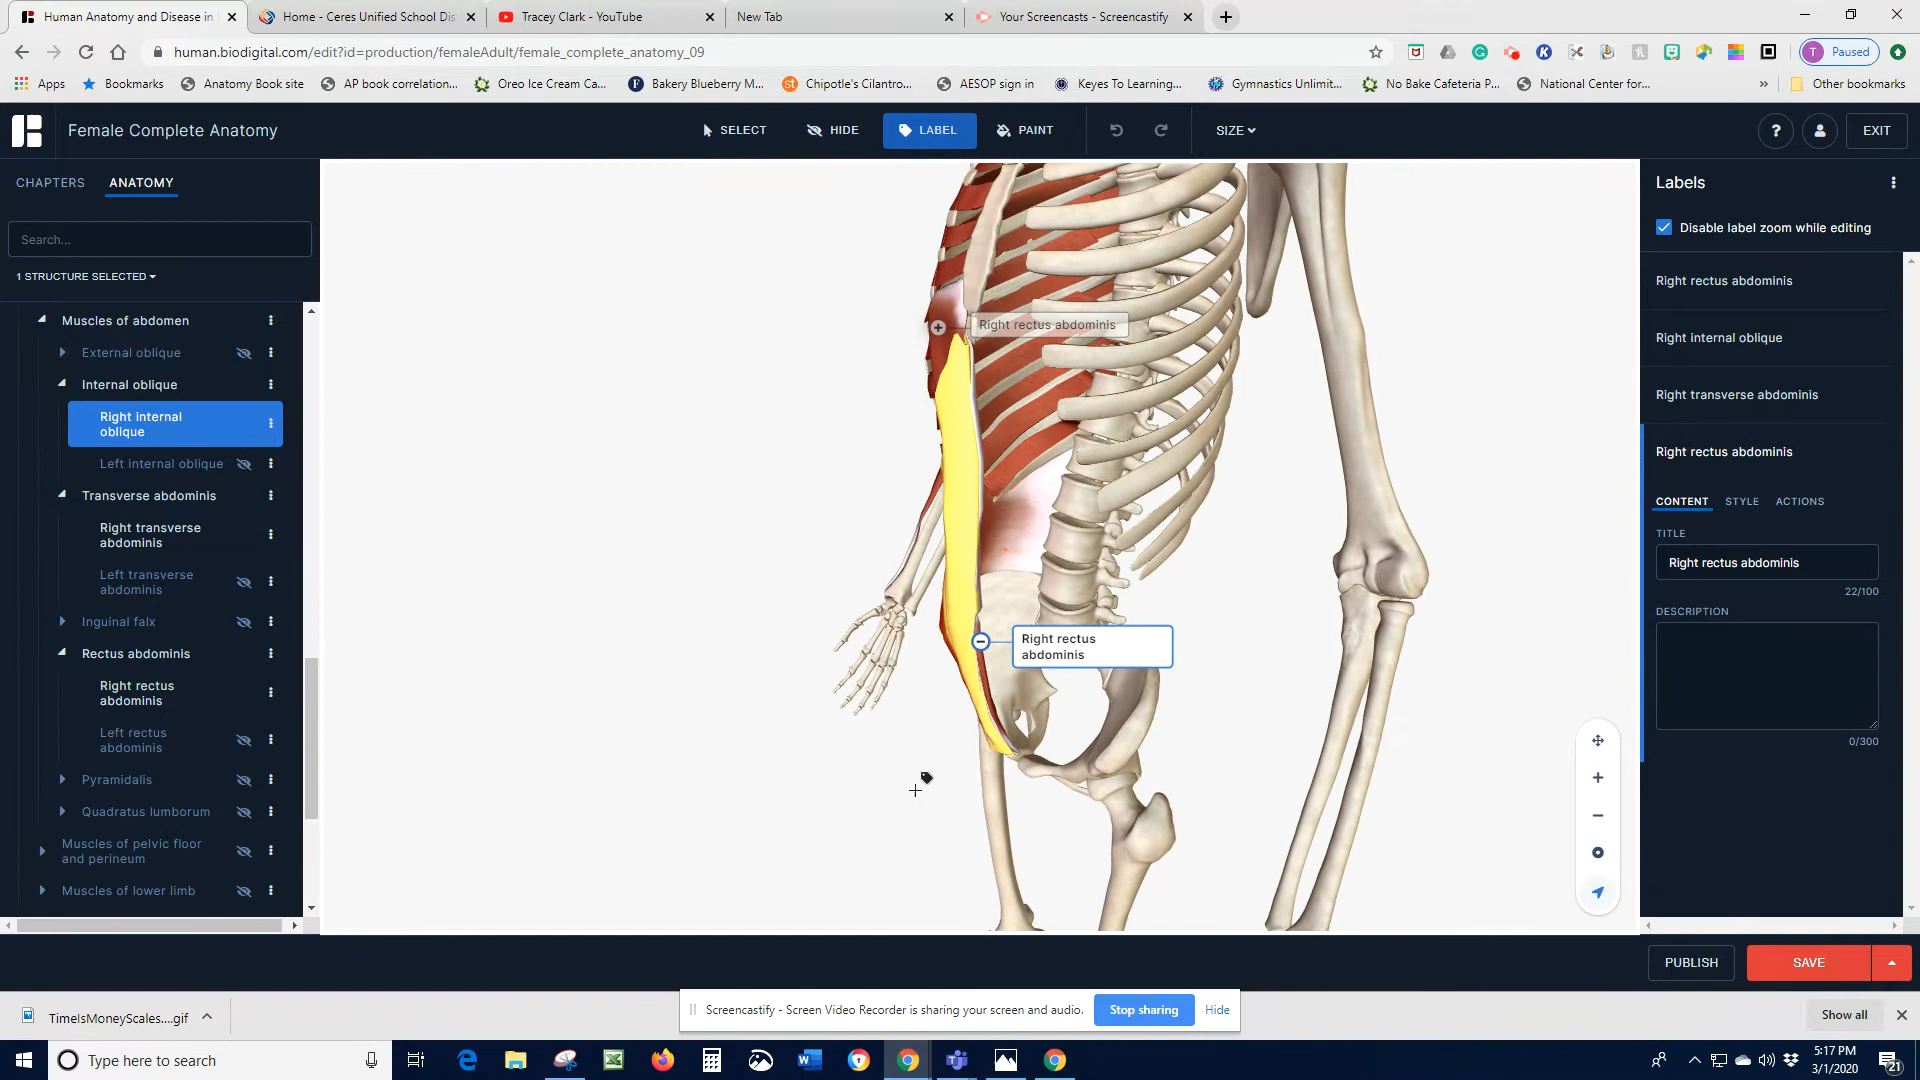 Human Anatomy and Disease in
Home - Ceres Unified School Dis
Tracey Clark - YouTube
New Tab
Your Screencasts - Screencastify
human.biodigital.com/edit?id=production/femaleAdult/female_complete_anatomy_09
T Paused
Apps
Bookmarks
Anatomy Book site
AP book correlation...
Oreo Ice Cream Ca...
Bakery Blueberry M...
Chipotle's Cilantro...
AESOP sign in
Keyes To Learning...
Gymnastics Unlimit...
No Bake Cafeteria P...
National Center for...
»
Other bookmarks
Female Complete Anatomy
SELECT
HIDE
LABEL
PAINT
SIZE
?
EXIT
CHAPTERS
ANATOMY
Search...
1 STRUCTURE SELECTED
Muscles of abdomen
External oblique
Internal oblique
Right internal
oblique
Left internal oblique
Transverse abdominis
Right transverse
abdominis
Left transverse
abdominis
Inguinal falx
Rectus abdominis
Right rectus
abdominis
Left rectus
abdominis
Pyramidalis
Quadratus lumborum
Muscles of pelvic floor
and perineum
Muscles of lower limb
Right rectus abdominis
Right rectus
abdominis
Labels
Disable label zoom while editing
Right rectus abdominis
Right internal oblique
Right transverse abdominis
Right rectus abdominis
CONTENT
STYLE
ACTIONS
TITLE
Right rectus abdominis
22/100
DESCRIPTION
0/300
PUBLISH
SAVE
TimeIsMoneyScales....gif
Screencastify - Screen Video Recorder is sharing your screen and audio.
Stop sharing
Hide
Show all
Type here to search
5:17 PM
3/1/2020
21